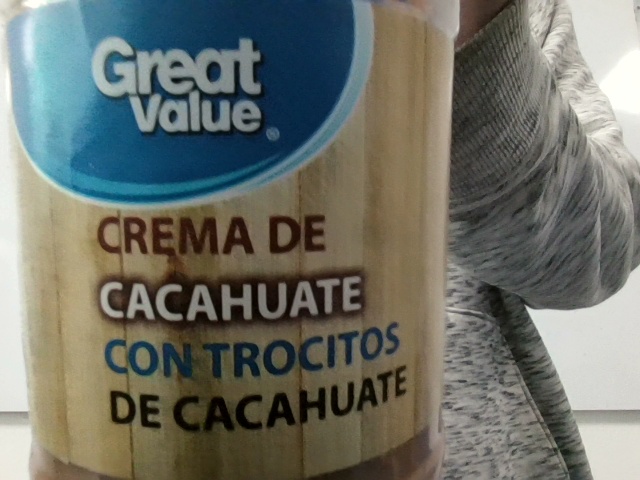 Great
Value®
CREMA DE
CACAHUATE
CON TROCITOS
DE CACAHUATE